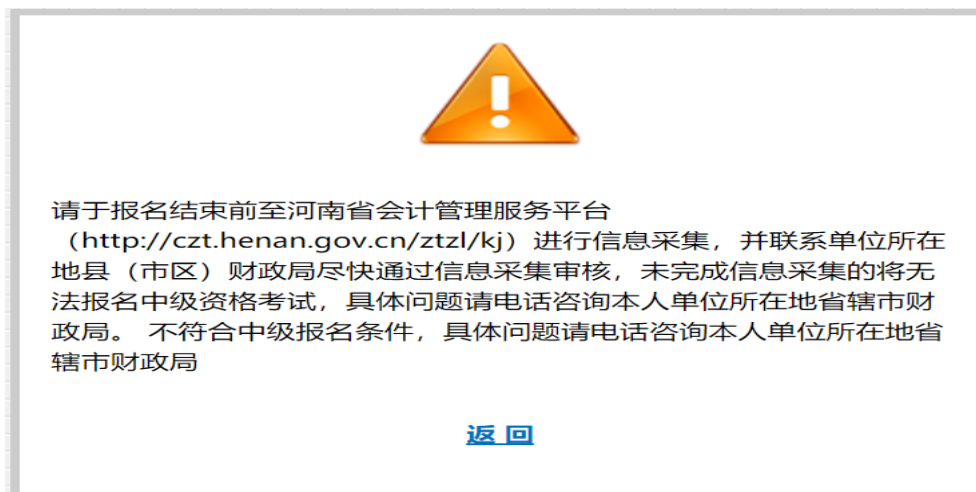 请于报名结束前至河南省会计管理服务平台
（http://czt.henan.gov.cn/ztzl/kj）进行信息采集，并联系单位所在
地县（市区）财政局尽快通过信息采集审核，未完成信息采集的将无
法报名中级资格考试，具体问题请电话咨询本人单位所在地省辖市财
政局。 不符合中级报名条件，具体问题请电话咨询本人单位所在地省
辖市财政局
返 回